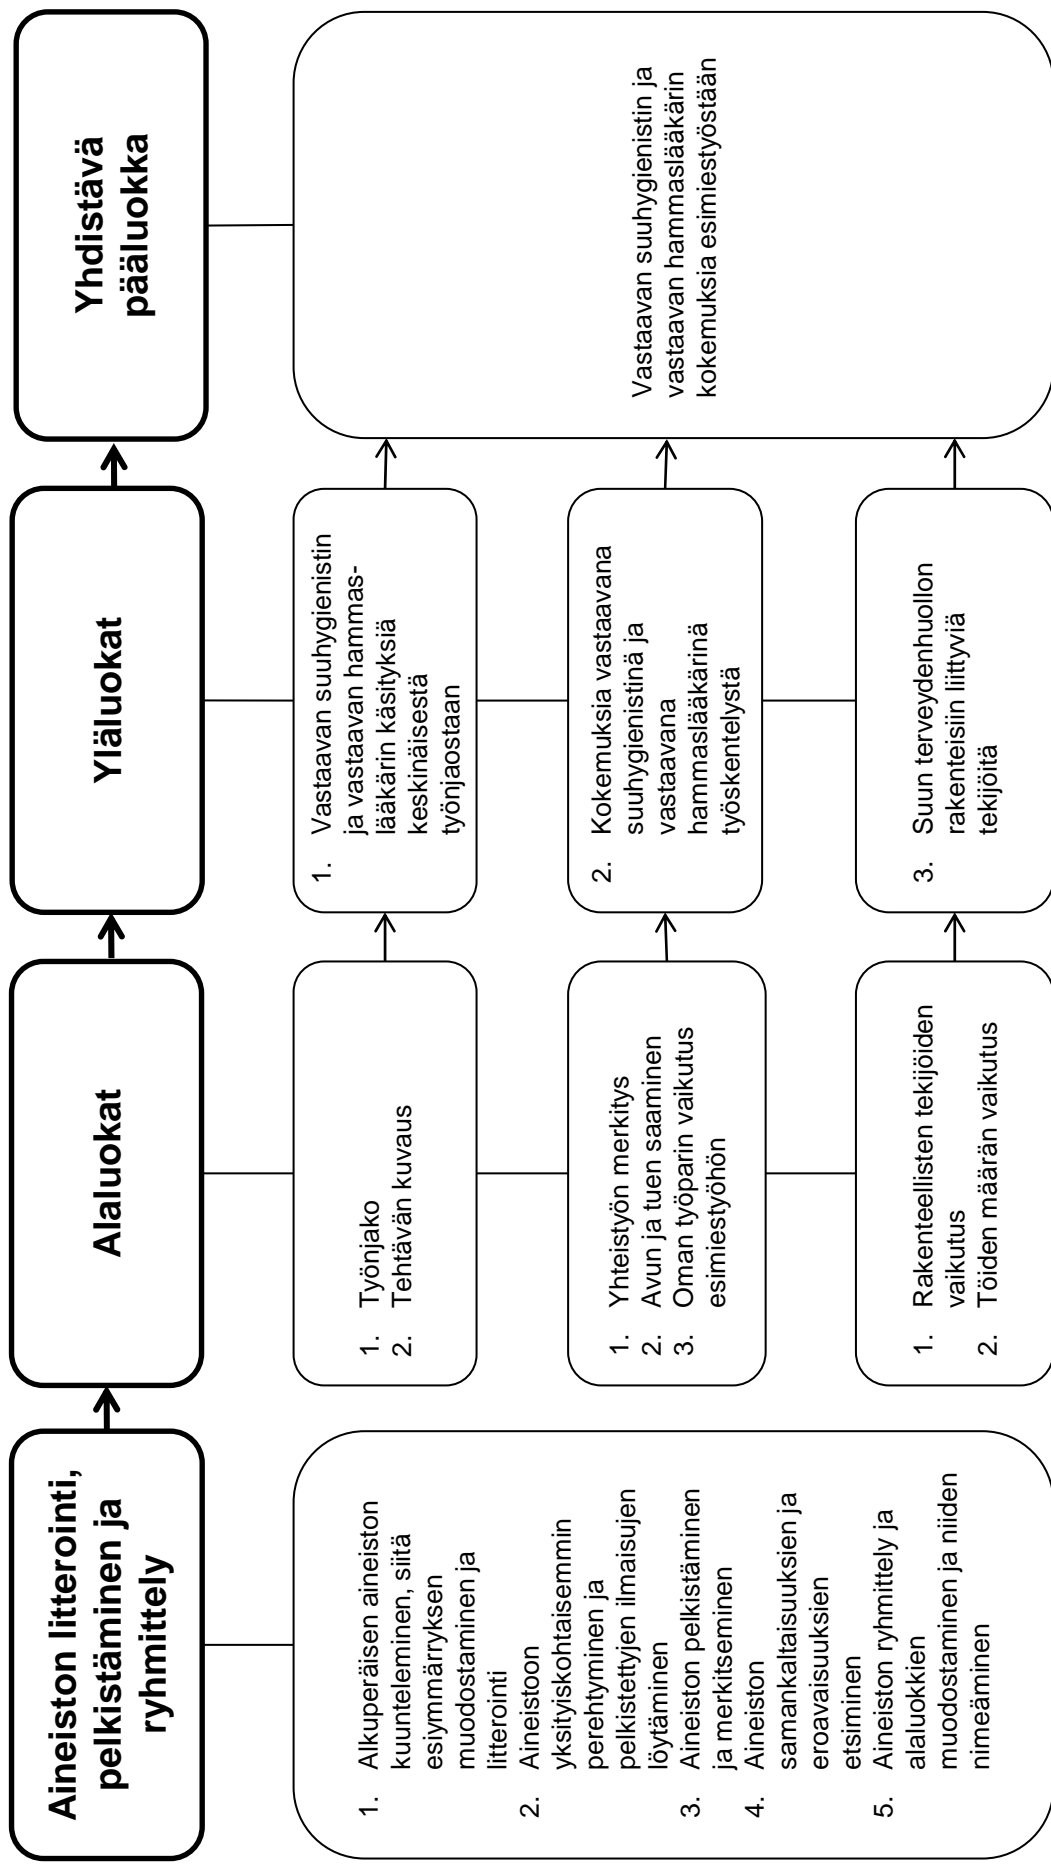 Aineiston litterointi,
pelkistäminen ja
ryhmittely
Alaluokat
Yläluokat
Yhdistävä
pääluokka
1. Alkuperäisen aineiston
kuunteleminen, siitä
esiymmärryksen
muodostaminen ja
litterointi
2. Aineistoon
yksityiskohtaisemmin
perehtyminen ja
pelkistettyjen ilmaisujen
löytäminen
3. Aineiston pelkistäminen
ja merkitseminen
4. Aineiston
samankaltaisuuksien ja
eroavaisuuksien
etsiminen
5. Aineiston ryhmittely ja
alaluokkien
muodostaminen ja niiden
nimeäminen
1. Työnjako
2. Tehtävän kuvaus
1. Yhteistyön merkitys
2. Avun ja tuen saaminen
3. Oman työparin vaikutus
esimiestyöhön
1. Rakenteellisten tekijöiden
vaikutus
2. Töiden määrän vaikutus
1. Vastaavan suuhygienistin
ja vastaavan hammas-
lääkärin käsityksiä
keskinäisestä
työnjaostaan
2. Kokemuksia vastaavana
suuhygienistinä ja
vastaavana
hammaslääkärinä
työskentelystä
3. Suun terveydenhuollon
rakenteisiin liittyviä
tekijöitä
Vastaavan suuhygienistin ja
vastaavan hammaslääkärin
kokemuksia esimiestyöstään